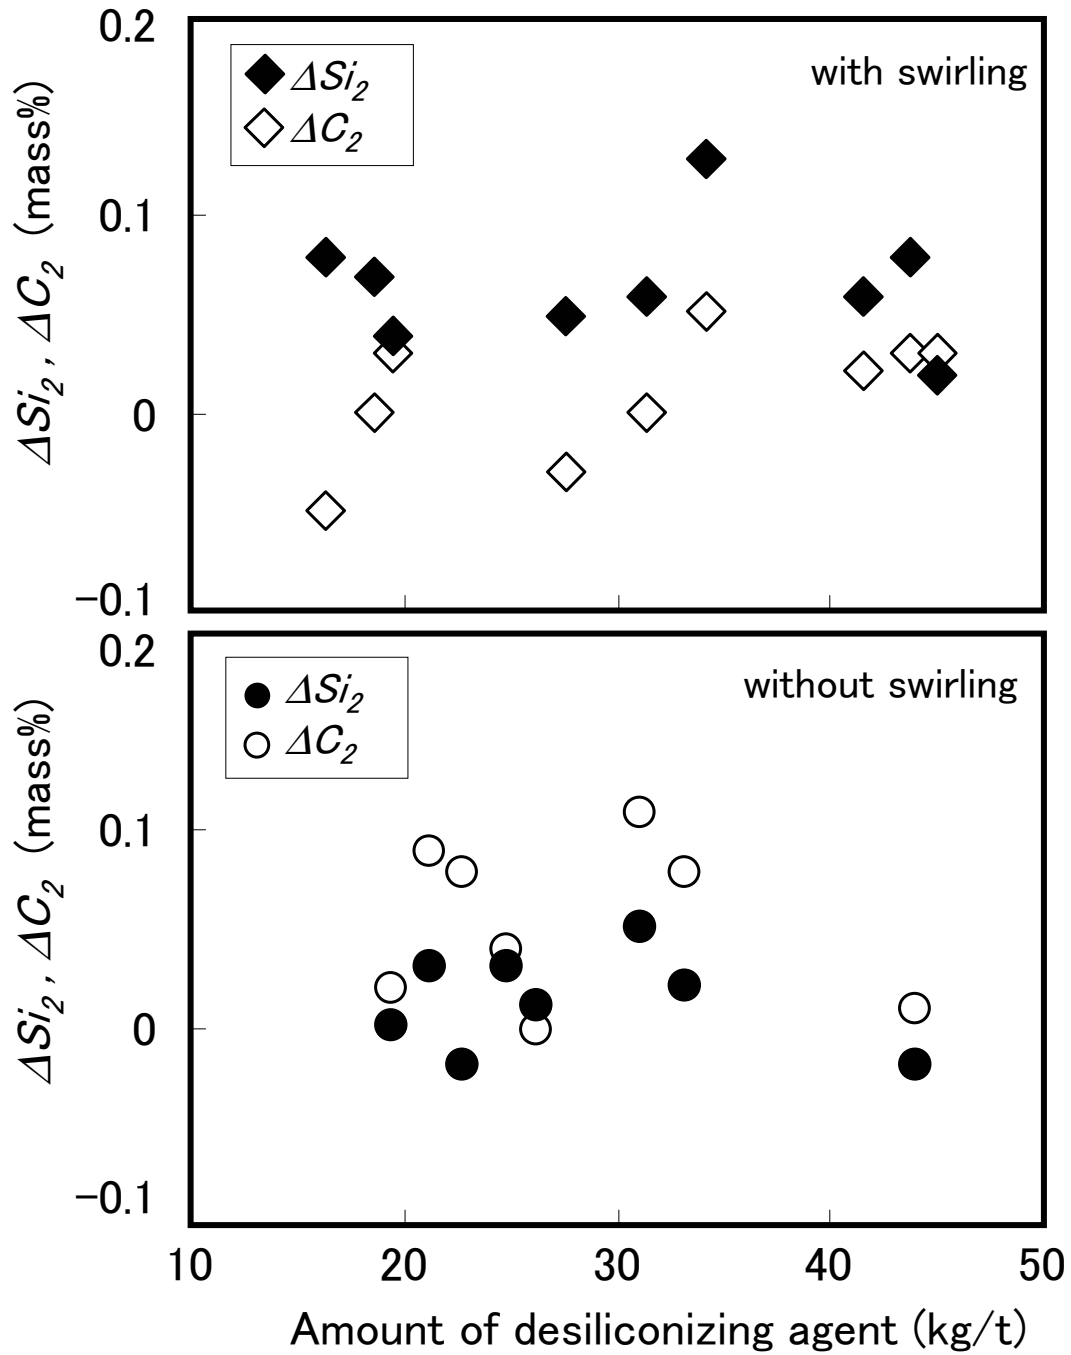 0.2
0.1
0
−0.1
ΔSi2 , ΔC2 (mass%)
ΔSi2
ΔC2
with swirling
0.2
0.1
0
−0.1
ΔSi2 , ΔC2 (mass%)
ΔSi2
ΔC2
without swirling
10 20 30 40 50
Amount of desiliconizing agent (kg/t)